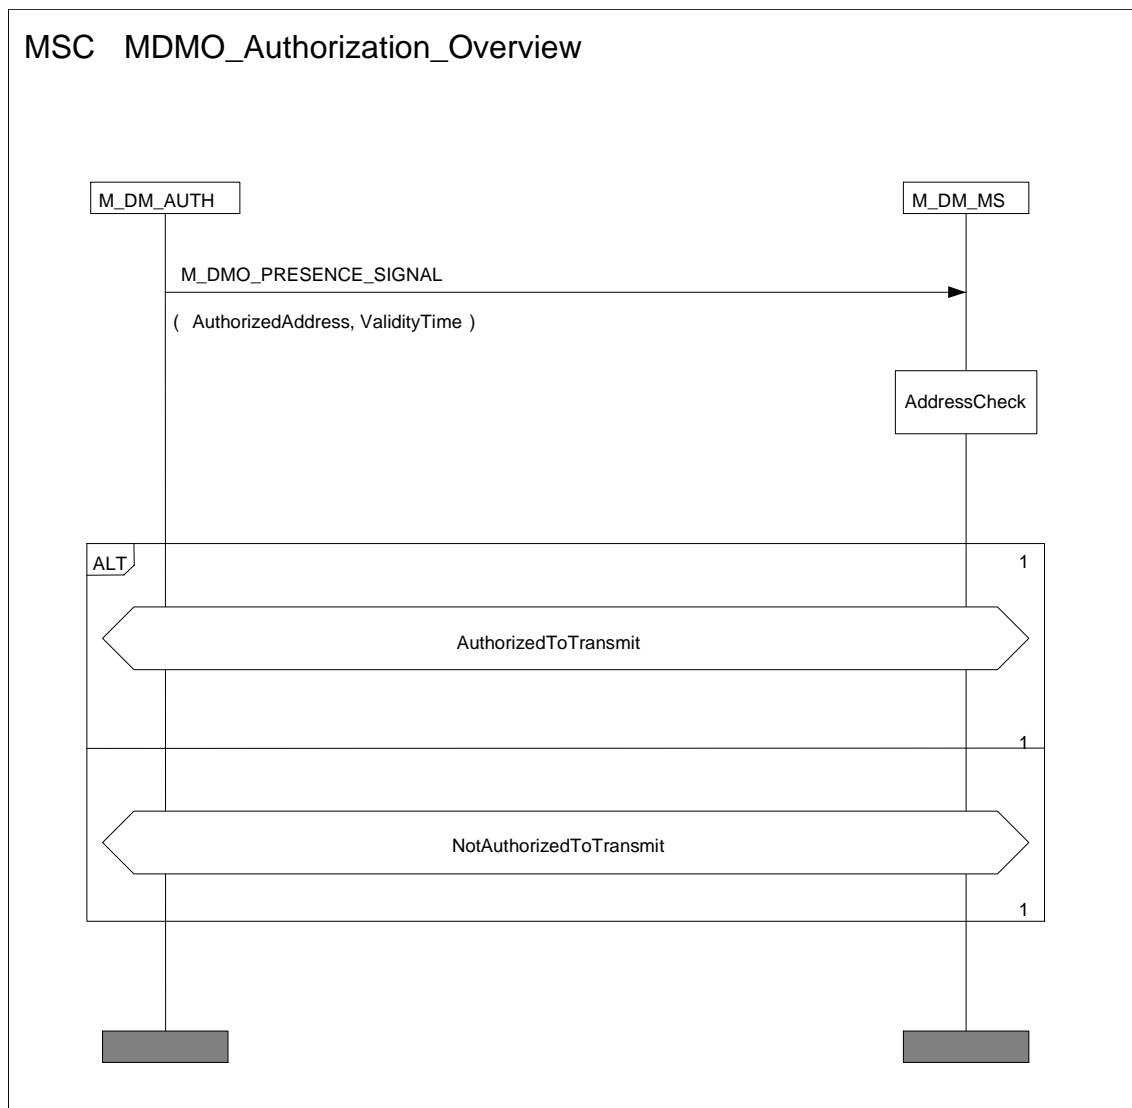 MSC MDMO_Authorization_Overview
M_DM_AUTH
M_DM_MS
M_DMO_PRESENCE_SIGNAL
( AuthorizedAddress, ValidityTime )
AddressCheck
ALT
1
AuthorizedToTransmit
1
NotAuthorizedToTransmit
1